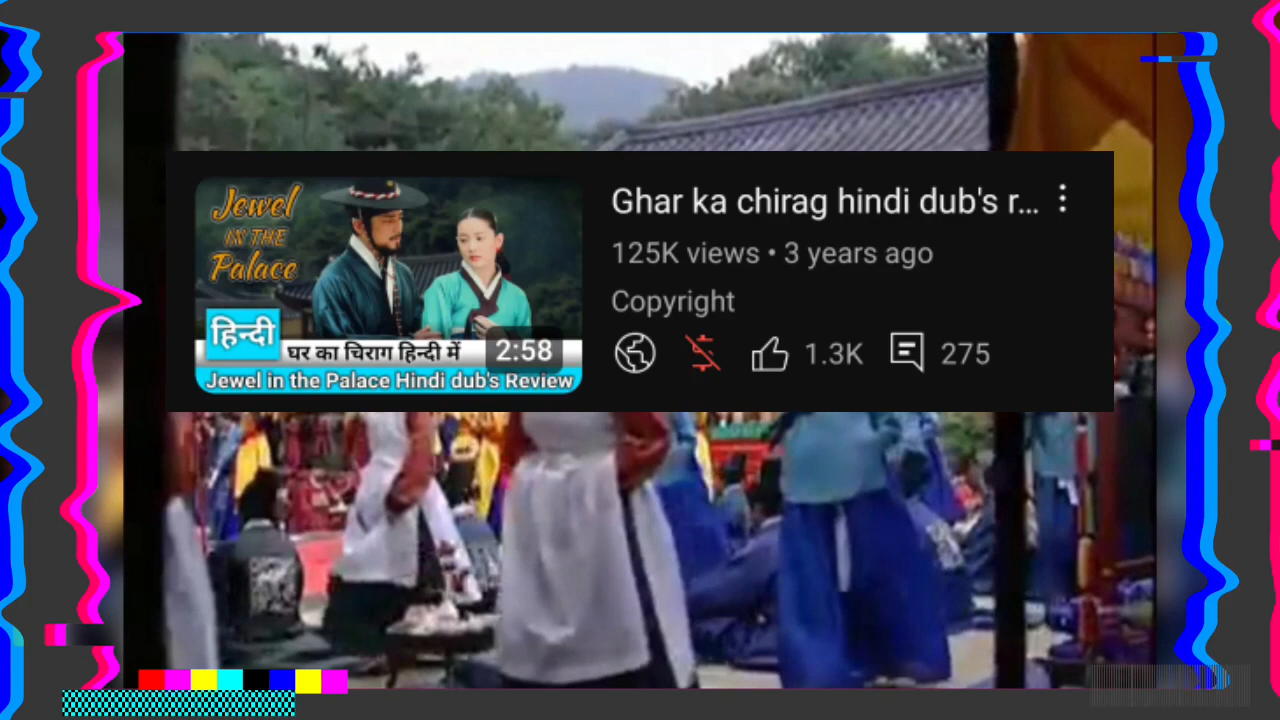 Jewel
IN THE
Palace
हिन्दी
घर का चिराग हिन्दी में
2:58
Jewel in the Palace Hindi dub's Review
Ghar ka chirag hindi dub's r...
125K views • 3 years ago
Copyright
1.3K
275